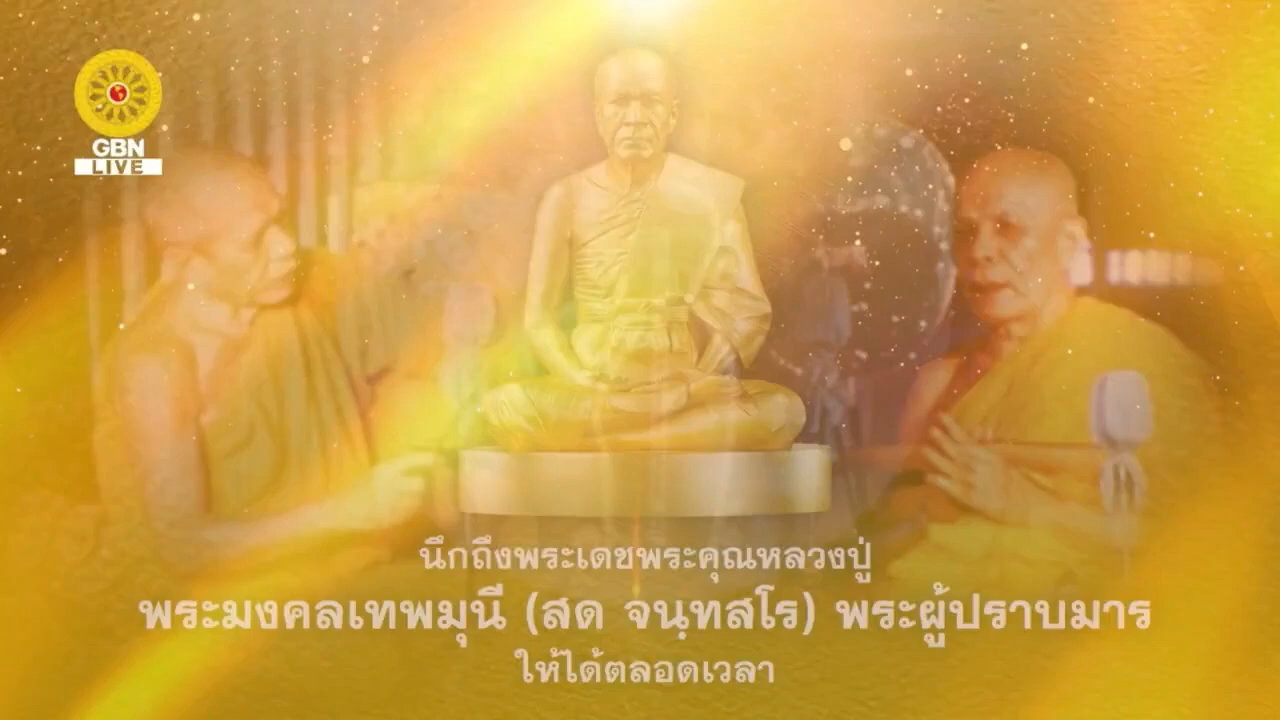 GBN
LIVE
นึกถึงพระเดชพระคุณหลวงปู่
พระมงคลเทพมุนี (สด จนฺทสโร) พระผู้ปราบมาร
ให้ได้ตลอดเวลา